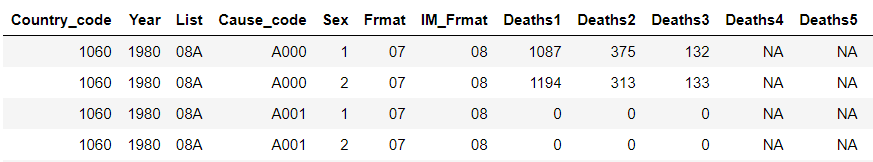 Country_code Year List Cause_code Sex Frmat IM_Frmat Deaths1 Deaths2 Deaths3 Deaths4 Deaths5
1060 1980 08A A000 1 07 08 1087 375 132 NA NA
1060 1980 08A A000 2 07 08 1194 313 133 NA NA
1060 1980 08A A001 1 07 08 0 0 0 NA NA
1060 1980 08A A001 2 07 08 0 0 0 NA NA